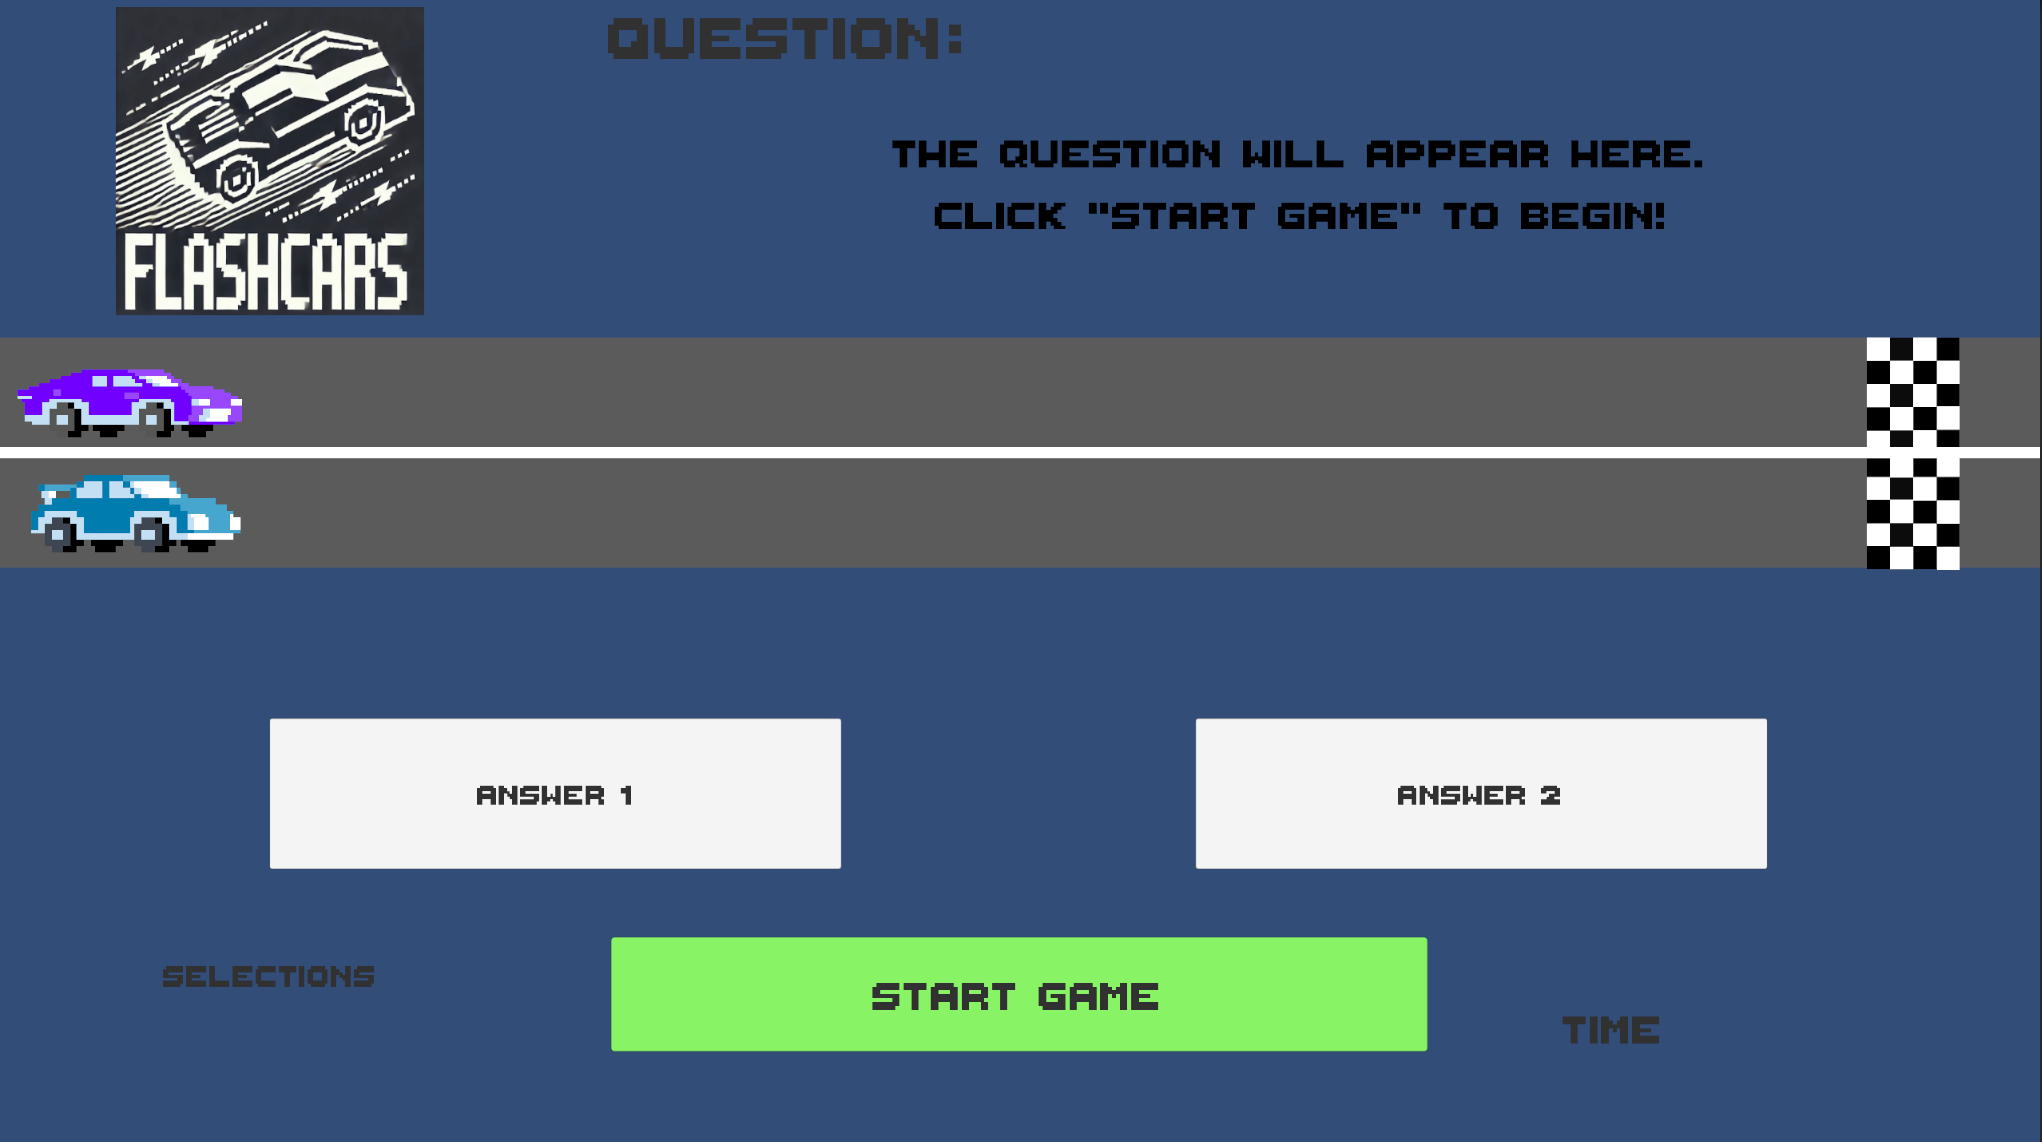 FLASHCARS
QUESTION:
THE QUESTION WILL APPEAR HERE.
CLICK "START GAME" TO BEGIN!
ANSWER 1
ANSWER 2
SELECTIONS
START GAME
TIME